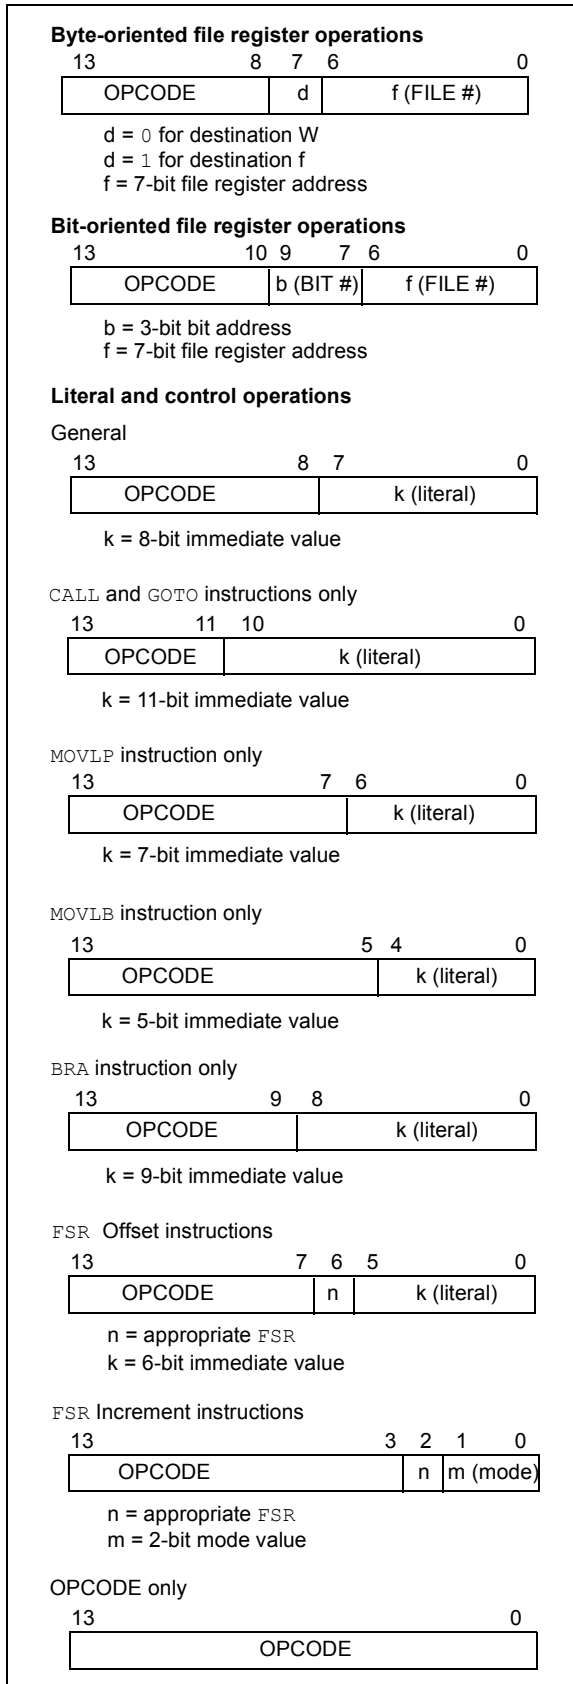 Byte-oriented file register operations
13 8 7 6 0
OPCODE d f (FILE #)
d = 0 for destination W
d = 1 for destination f
f = 7-bit file register address
Bit-oriented file register operations
13 10 9 7 6 0
OPCODE b (BIT #) f (FILE #)
b = 3-bit bit address
f = 7-bit file register address
Literal and control operations
General
13 8 7 0
OPCODE k (literal)
k = 8-bit immediate value
CALL and GOTO instructions only
13 11 10 0
OPCODE k (literal)
k = 11-bit immediate value
MOVLP instruction only
13 7 6 0
OPCODE k (literal)
k = 7-bit immediate value
MOVLB instruction only
13 5 4 0
OPCODE k (literal)
k = 5-bit immediate value
BRA instruction only
13 9 8 0
OPCODE k (literal)
k = 9-bit immediate value
FSR Offset instructions
13 7 6 5 0
OPCODE n k (literal)
n = appropriate FSR
k = 6-bit immediate value
FSR Increment instructions
13 3 2 1 0
OPCODE n m (mode)
n = appropriate FSR
m = 2-bit mode value
OPCODE only
13 0
OPCODE